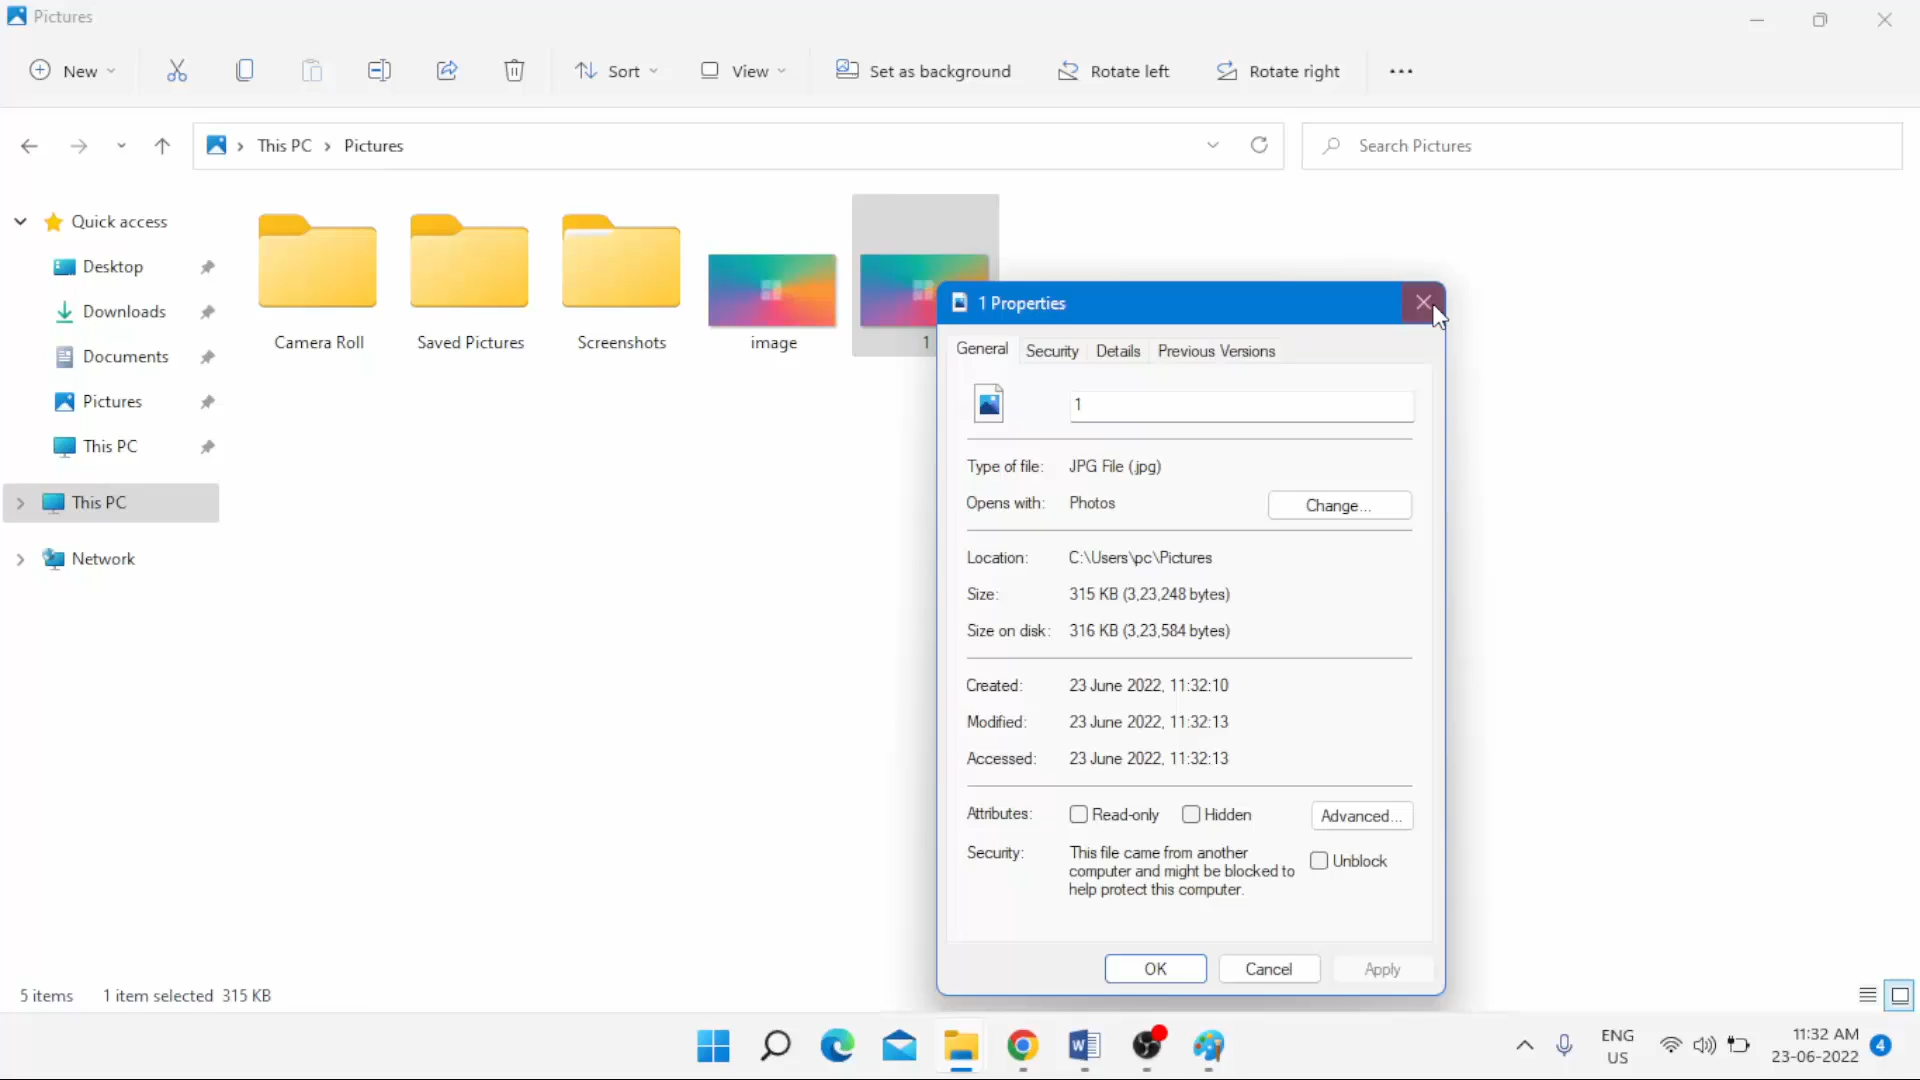 Pictures
New
Sort
View
Set as background
Rotate left
Rotate right
This PC
Pictures
Search Pictures
Quick access
Desktop
Downloads
Documents
Pictures
This PC
This PC
Network
Camera Roll
Saved Pictures
Screenshots
image
1
1 Properties
General
Security
Details
Previous Versions
1
Type of file: JPG File (.jpg)
Opens with: Photos
Change...
Location: C:\Users\pc\Pictures
Size: 315 KB (3,23,248 bytes)
Size on disk: 316 KB (3,23,584 bytes)
Created: 23 June 2022, 11:32:10
Modified: 23 June 2022, 11:32:13
Accessed: 23 June 2022, 11:32:13
Attributes: Read-only Hidden Advanced...
Security: This file came from another
computer and might be blocked to
help protect this computer.
Unblock
OK
Cancel
Apply
5 items 1 item selected 315 KB
W
ENG
US
11:32 AM
23-06-2022
4